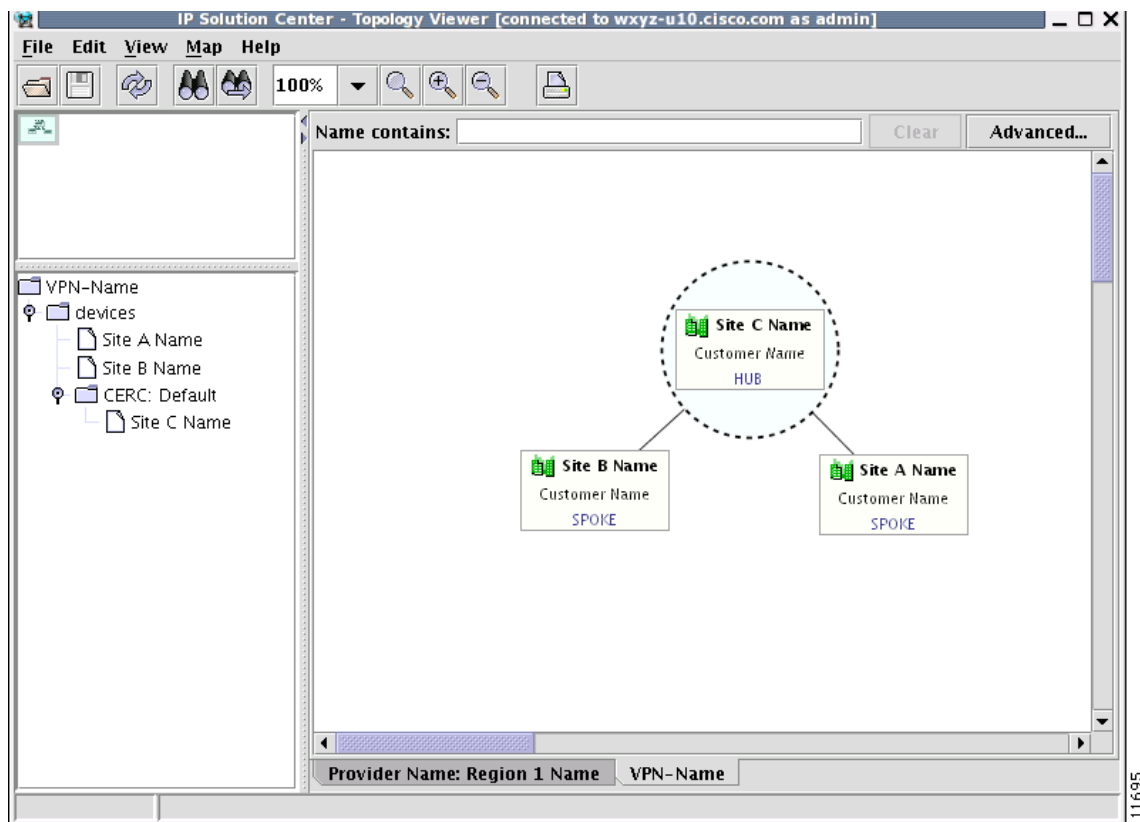 IP Solution Center - Topology Viewer [connected to wxyz-u10.cisco.com as admin]
File Edit View Map Help
100%
Name contains: Clear Advanced...
VPN-Name
devices
Site A Name
Site B Name
CERC: Default
Site C Name
Site C Name
Customer Name
HUB
Site B Name
Customer Name
SPOKE
Site A Name
Customer Name
SPOKE
Provider Name: Region 1 Name VPN-Name
11695